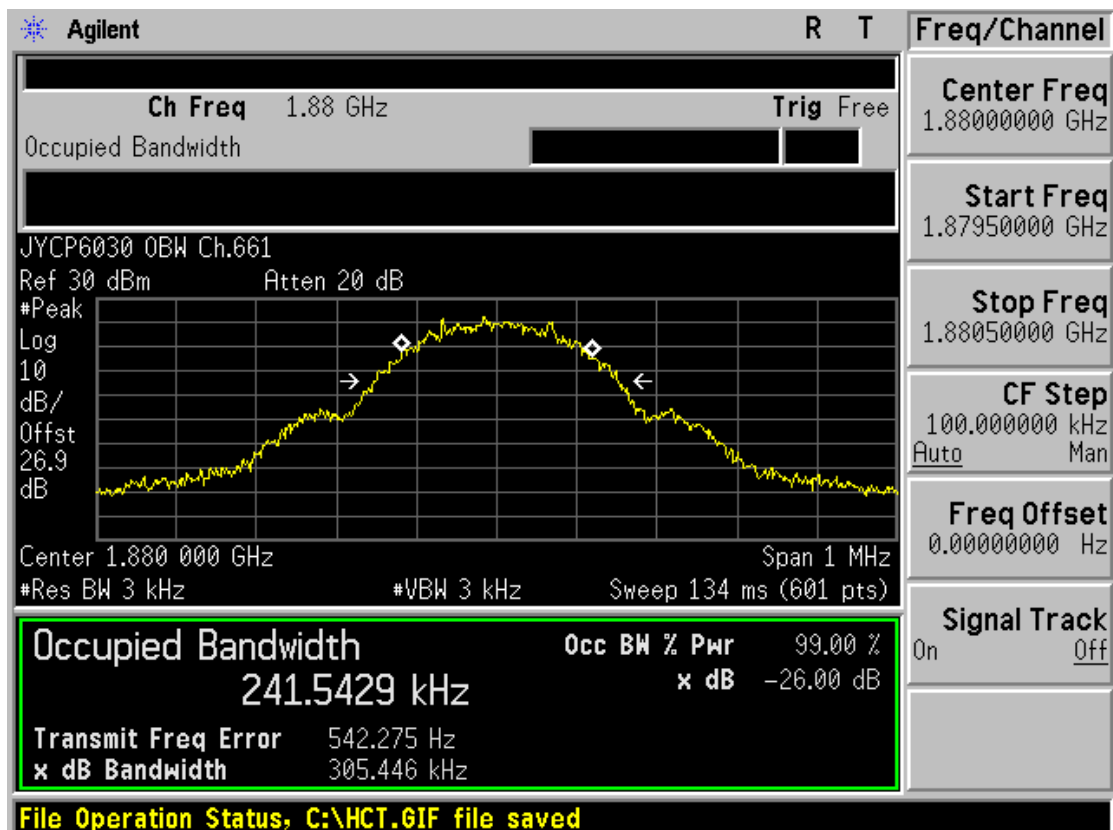 Agilent R T Freq/Channel
Ch Freq 1.88 GHz Trig Free
Occupied Bandwidth
Center Freq
1.88000000 GHz
Start Freq
1.87950000 GHz
Stop Freq
1.88050000 GHz
CF Step
100.000000 kHz
Auto Man
Freq Offset
0.00000000 Hz
Signal Track
On Off
JYCP6030 OBW Ch.661
Ref 30 dBm Atten 20 dB
#Peak
Log
10
dB/
Offst
26.9
dB
Center 1.880 000 GHz Span 1 MHz
#Res BW 3 kHz #VBW 3 kHz Sweep 134 ms (601 pts)
Occupied Bandwidth Occ BW % Pwr 99.00 %
241.5429 kHz x dB -26.00 dB
Transmit Freq Error 542.275 Hz
x dB Bandwidth 305.446 kHz
File Operation Status, C:\HCT.GIF file saved